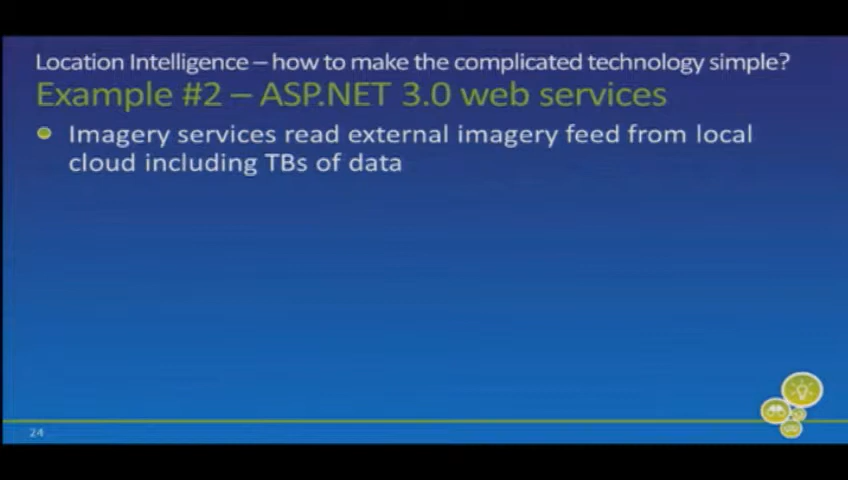 Location Intelligence – how to make the complicated technology simple?
Example #2 – ASP.NET 3.0 web services
Imagery services read external imagery feed from local
cloud including TBs of data
24